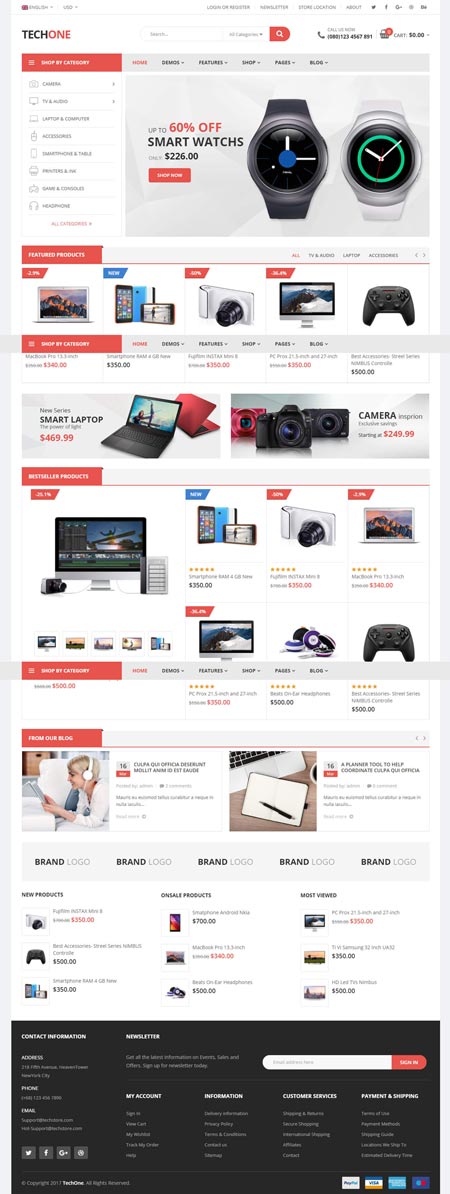 ENGLISH USD LOGIN OR REGISTER NEWSLETTER STORE LOCATION ABOUT
TECHONE
Search...
All Categories
CALL US NOW
(080)123 4567 891
0
CART: $0.00
SHOP BY CATEGORY
HOME DEMOS FEATURES SHOP PAGES BLOG
CAMERA
TV & AUDIO
LAPTOP & COMPUTER
ACCESSORIES
SMARTPHONE & TABLE
PRINTERS & INK
GAME & CONSOLES
HEADPHONE
ALL CATEGORIES
UP TO 60% OFF
SMART WATCHS
ONLY: $226.00
SHOP NOW
FEATURED PRODUCTS
ALL TV & AUDIO LAPTOP ACCESSORIES
-2.9% NEW -50% -36.4%
SHOP BY CATEGORY HOME DEMOS FEATURES SHOP PAGES BLOG
MacBook Pro 13.3-inch
$350.00 $340.00
Smartphone RAM 4 GB New
$350.00
Fujifilm INSTAX Mini 8
$700.00 $350.00
PC Prox 21.5-inch and 27-inch
$550.00 $350.00
Best Accessories- Street Series
NIMBUS Controlle
$500.00
New Series
SMART LAPTOP
The power of light
$469.99
CAMERA insprion
Exclusive savings
Starting at $249.99
BESTSELLER PRODUCTS
-25.1% NEW -50% -2.9%
Smartphone RAM 4 GB New
$350.00
Fujifilm INSTAX Mini 8
$700.00 $350.00
MacBook Pro 13.3-inch
$350.00 $340.00
-36.4%
SHOP BY CATEGORY HOME DEMOS FEATURES SHOP PAGES BLOG
$500.00
PC Prox 21.5-inch and 27-inch
$550.00 $350.00
Beats On-Ear Headphones
$500.00
Best Accessories- Street Series
NIMBUS Controlle
$500.00
FROM OUR BLOG
16
Mar
CULPA QUI OFFICIA DESERUNT
MOLLIT ANIM ID EST EAUDE
Posted by: admin 0 comments
Mauris eu euismod tellus curabitur a neque in
nulla iaculis...
Read more
16
Mar
A PLANNER TOOL TO HELP
COORDINATE CULPA QUI OFFICIA
Posted by: admin 0 comments
Mauris eu euismod tellus curabitur a neque in
nulla iaculis...
Read more
BRAND LOGO BRAND LOGO BRAND LOGO BRAND LOGO BRAND LOGO
NEW PRODUCTS
Fujifilm INSTAX Mini 8
$700.00 $350.00
Best Accessories- Street Series NIMBUS
Controlle
$500.00
Smartphone RAM 4 GB New
$350.00
ONSALE PRODUCTS
Smatphone Android Nkia
$700.00
MacBook Pro 13.3-inch
$350.00 $340.00
Beats On-Ear Headphones
$500.00
MOST VIEWED
PC Prox 21.5-inch and 27-inch
$550.00 $350.00
Ti Vi Samsung 32 Inch Ua32
$350.00
HD Led Tiis Nimbus
$500.00
CONTACT INFORMATION
ADDRESS
218 Fifth Avenue, HeavenTower
NewYork City
PHONE
(+68) 123 456 7890
EMAIL
Support@techstore.com
Hot-Support@techstore.com
NEWSLETTER
Get all the latest information on Events, Sales and
Offers. Sign up for newsletter today.
Email address here
SIGN IN
MY ACCOUNT
Sign In
View Cart
My Wishlist
Track My Order
Help
INFORMATION
Delivery information
Privacy Policy
Terms & Conditions
Contact us
Sitemap
CUSTOMER SERVICES
Shipping & Returns
Secure Shopping
International Shipping
Affiliates
Contact
PAYMENT & SHIPPING
Terms of Use
Payment Methods
Shipping Guide
Locations We Ship To
Estimated Delivery Time
© Copyright 2017 TechOne. All Rights Reserved.
PayPal VISA